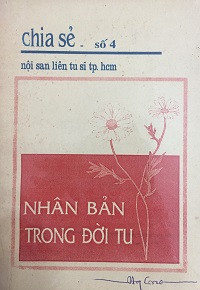 chia sẻ - số 4
nội san liên tu sĩ tp. hcm
NHÂN BẢN
TRONG ĐỜI TU